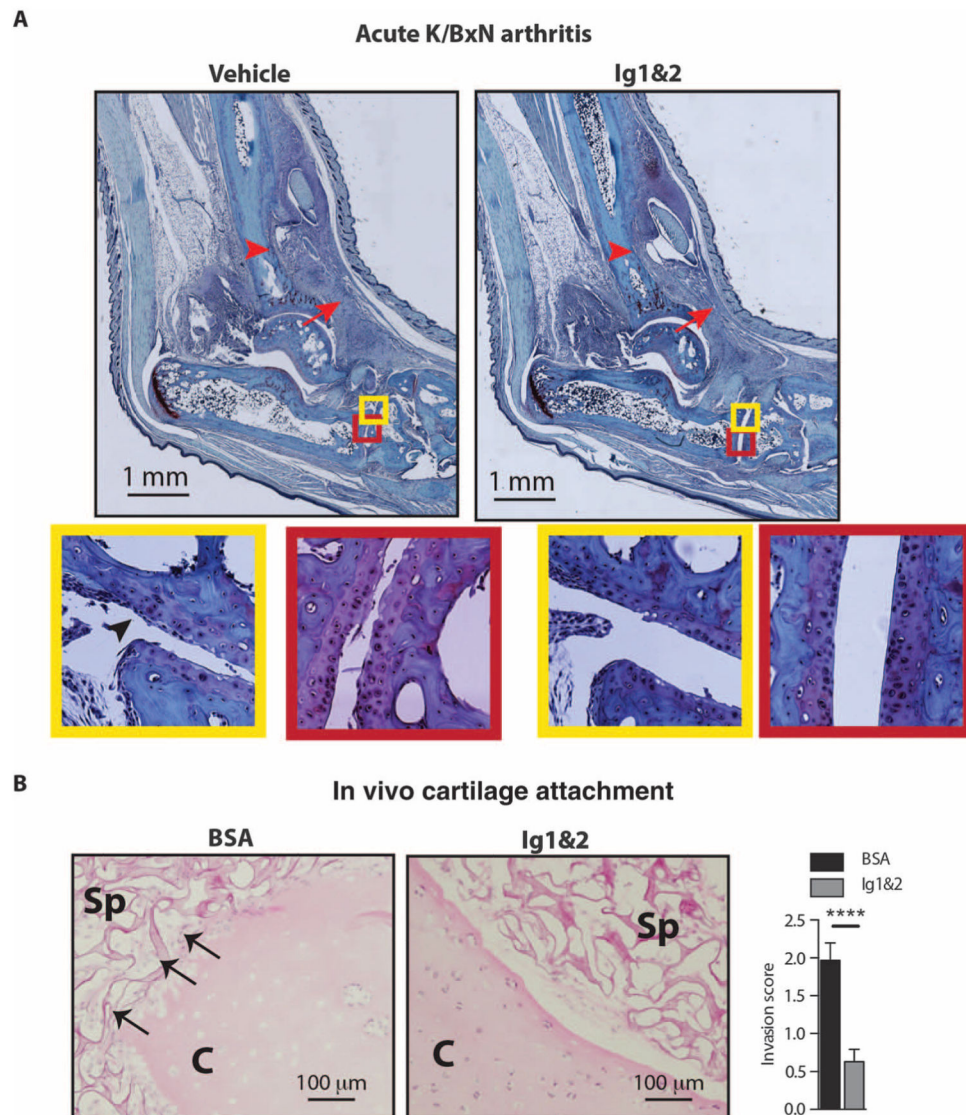 A
Acute K/BxN arthritis
Vehicle
Ig1&2
1 mm
1 mm
B
In vivo cartilage attachment
BSA
Ig1&2
Sp
C
100 µm
Sp
C
100 µm
BSA
Ig1&2
****
2.5
2.0
1.5
1.0
0.5
0.0
Invasion score